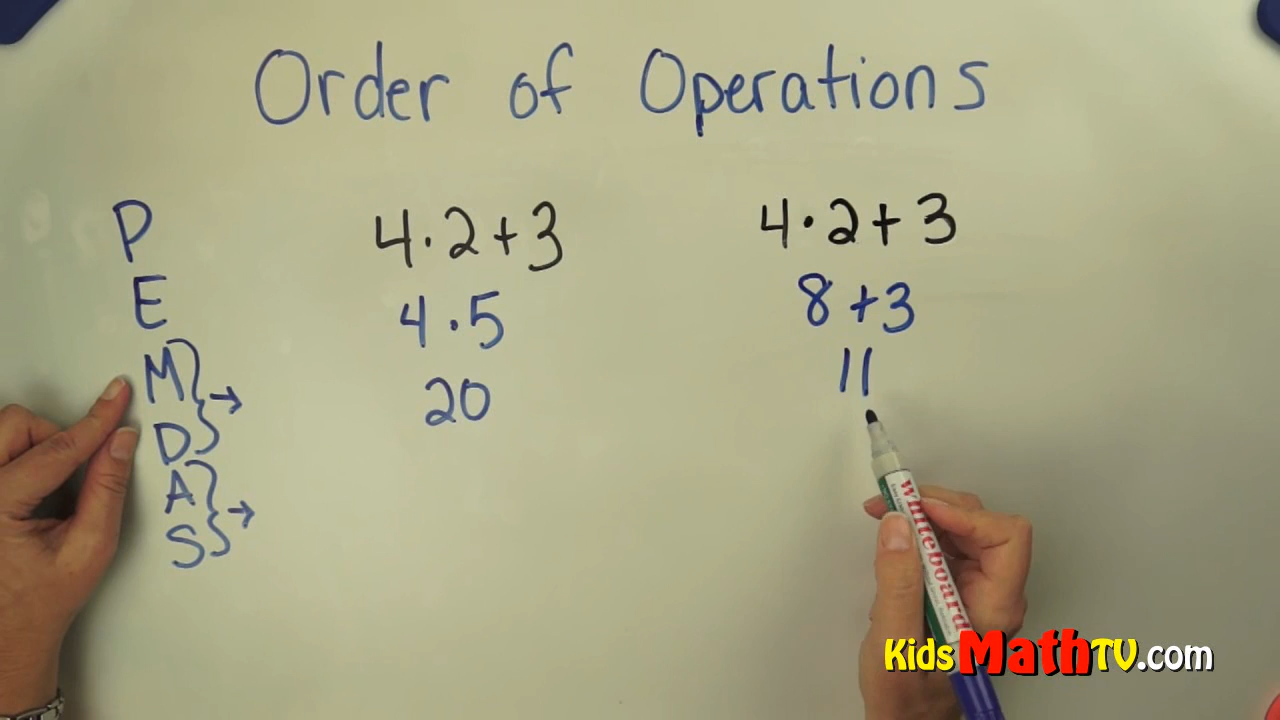 Order of Operations
P
E
M
D
A
S
4·2+3
4·5
20
4·2+3
8+3
11
whiteboard
KidsMathTV.com